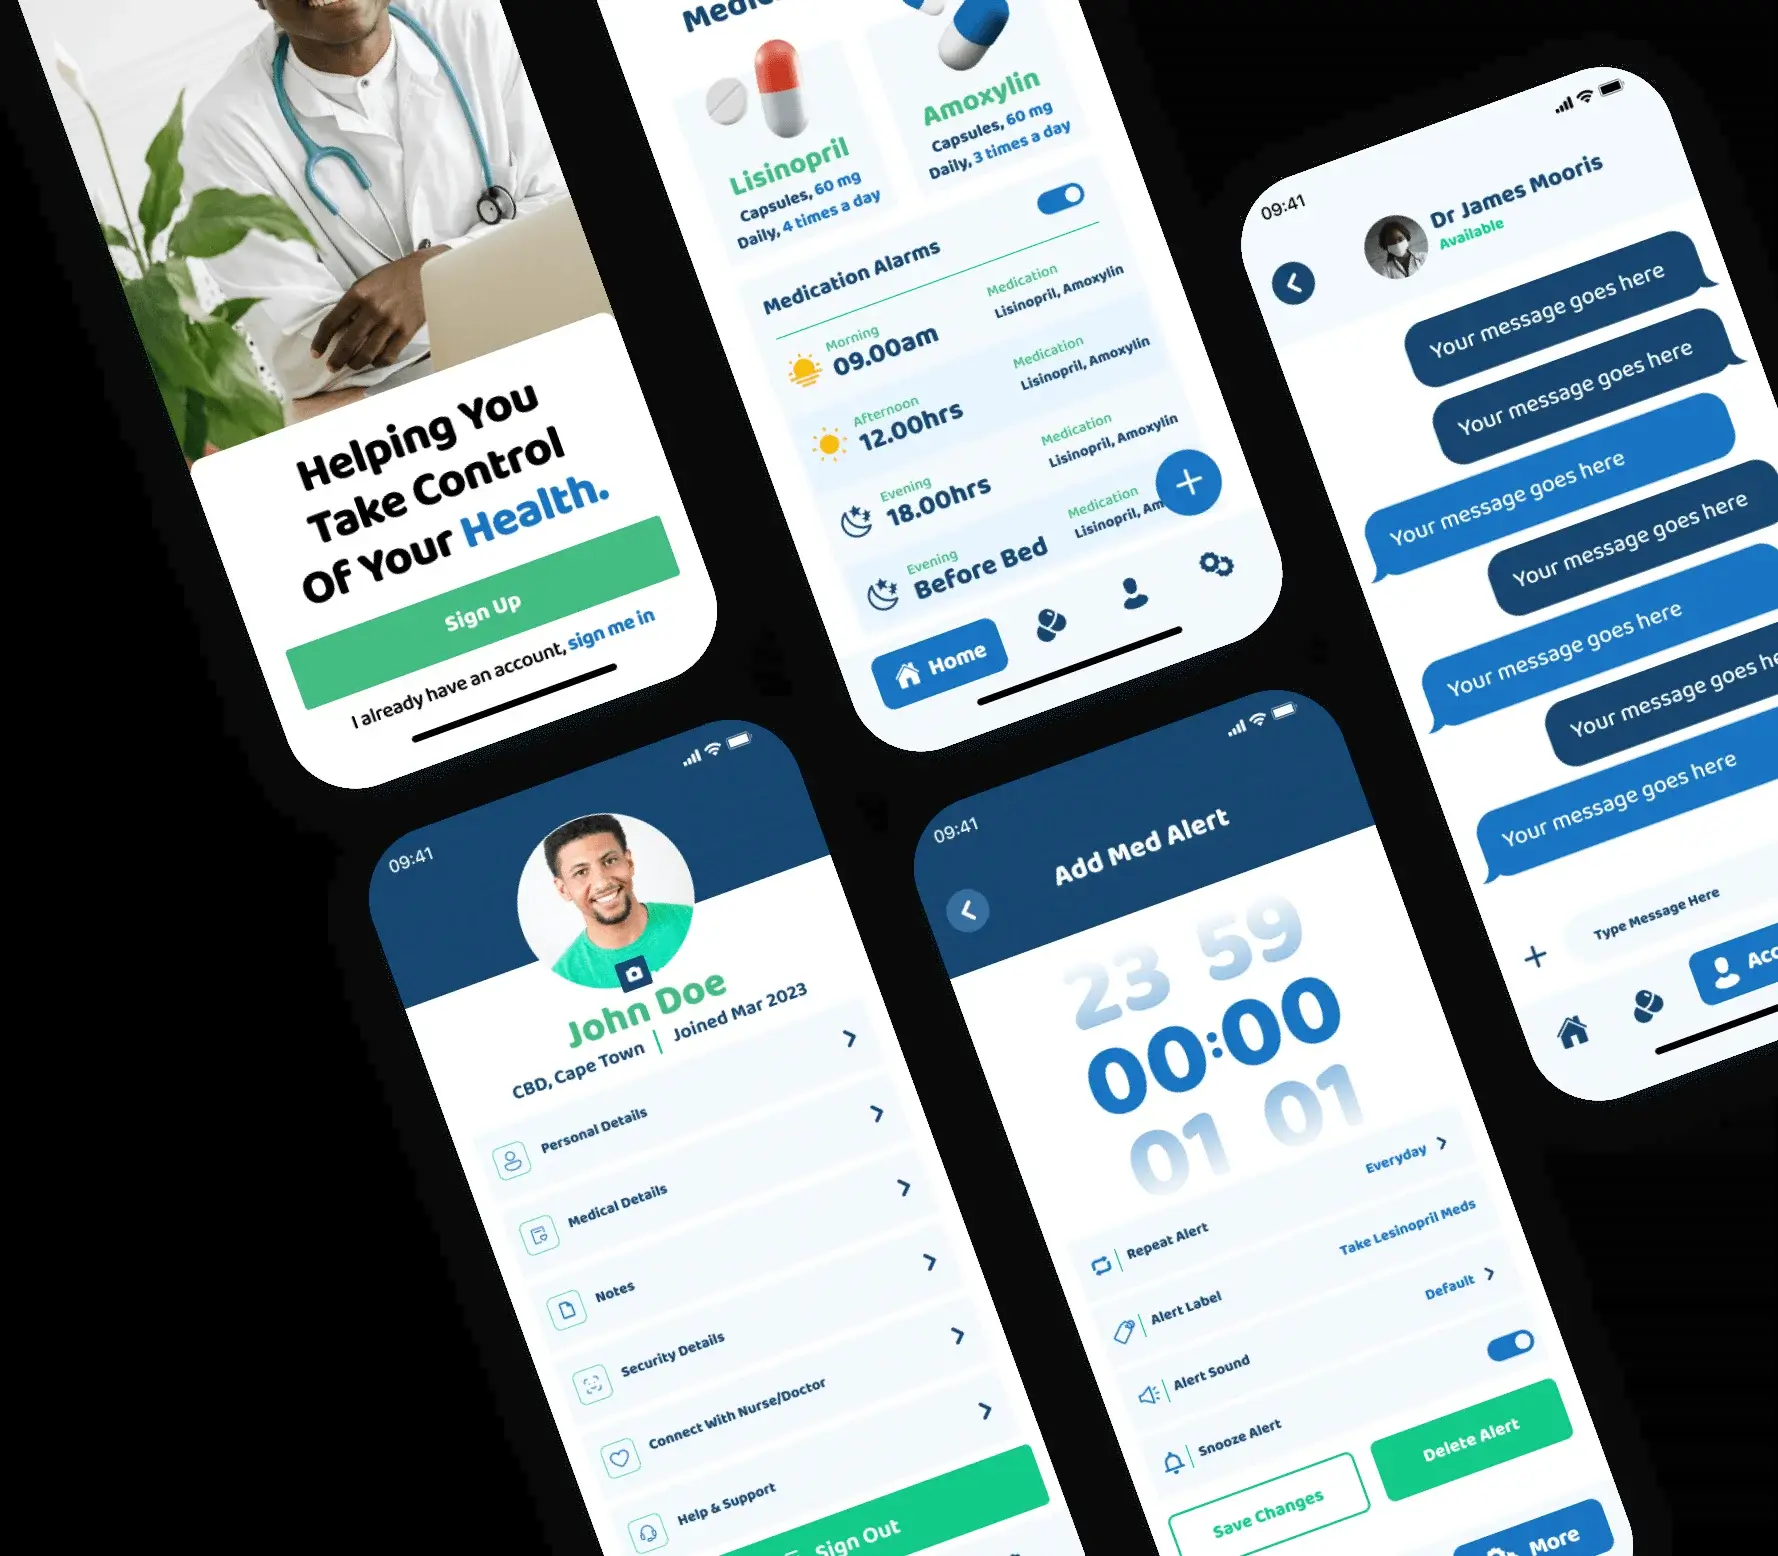 Helping You
Take Control
Of Your Health.
Sign Up
I already have an account, sign me in
Lisinopril
Capsules, 60 mg
Daily, 4 times a day
Amoxylin
Capsules, 60 mg
Daily, 3 times a day
Medication Alarms
Morning
09.00am
Medication
Lisinopril, Amoxylin
Afternoon
12.00hrs
Medication
Lisinopril, Amoxylin
Evening
18.00hrs
Medication
Lisinopril, Amoxylin
Evening
Before Bed
Medication
Lisinopril, Am
Home
09:41
Dr James Mooris
Available
Your message goes here
Your message goes here
Your message goes here
Your message goes here
Your message goes here
Your message goes he
Your message goes here
Type Message Here
Acc
09:41
John Doe
CBD, Cape Town
Joined Mar 2023
Personal Details
Medical Details
Notes
Security Details
Connect With Nurse/Doctor
Help & Support
Sign Out
09:41
Add Med Alert
23 59
00:00
01 01
Repeat Alert
Everyday
Alert Label
Take Lesinopril Meds
Alert Sound
Default
Snooze Alert
Save Changes
Delete Alert
More